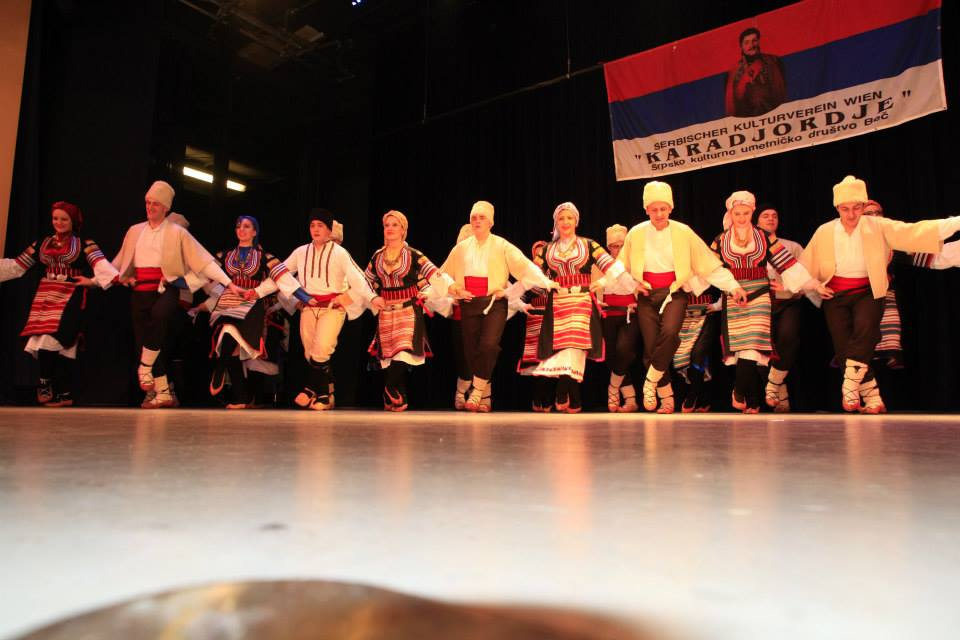 SERBISCHER KULTURVEREIN WIEN
"KARADJORDJE"
Srpsko kulturno umetničko društvo Beč